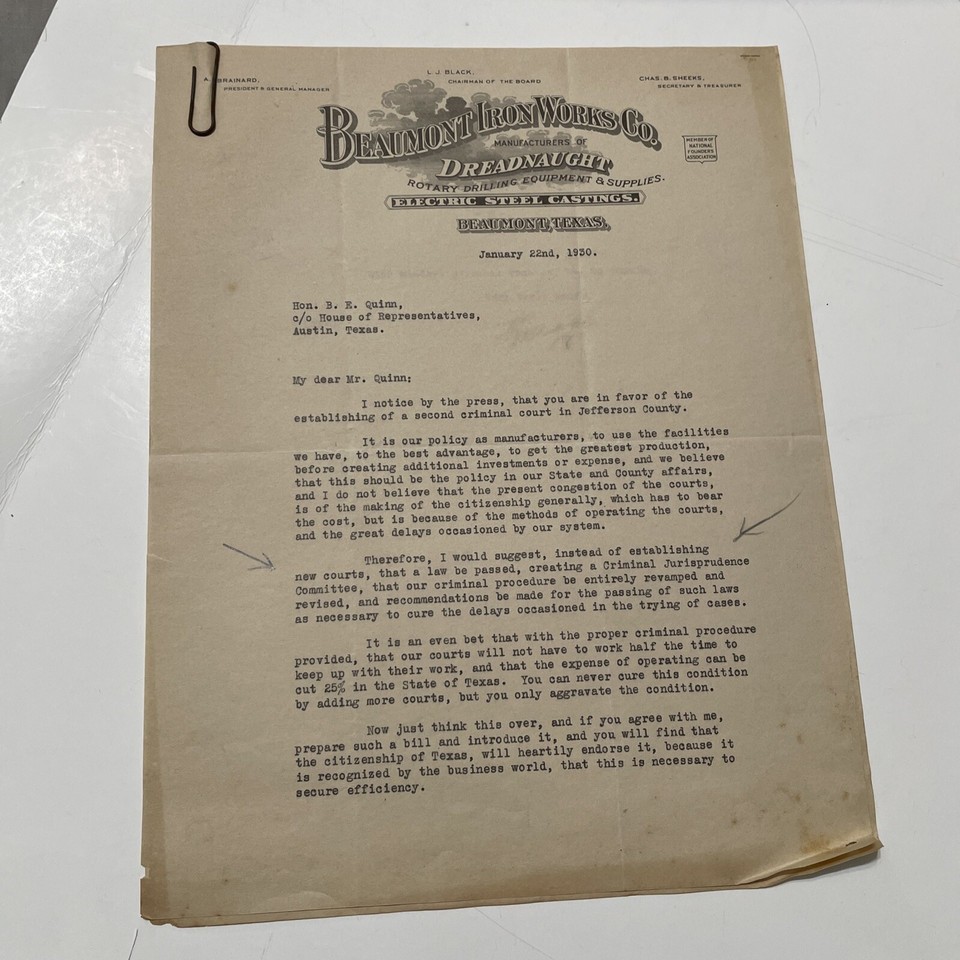 L. J. BLACK,
CHAIRMAN OF THE BOARD
BRAINARD,
PRESIDENT & GENERAL MANAGER
CHAS. B. SHEEKS,
SECRETARY & TREASURER
BEAUMONT IRON WORKS CO.
MANUFACTURERS OF
DREADNAUGHT
ROTARY DRILLING EQUIPMENT & SUPPLIES.
ELECTRIC STEEL CASTINGS.
BEAUMONT, TEXAS,
MEMBER OF
NATIONAL
FOUNDERS
ASSOCIATION
January 22nd, 1930.
Hon. B. E. Quinn,
c/o House of Representatives,
Austin, Texas.
My dear Mr. Quinn;
I notice by the press, that you are in favor of the
establishing of a second criminal court in Jefferson County.
It is our policy as manufacturers, to use the facilities
we have, to the best advantage, to get the greatest production,
before creating additional investments or expense, and we believe
that this should be the policy in our State and County affairs,
and I do not believe that the present congestion of the courts,
is of the making of the citizenship generally, which has to bear
the cost, but is because of the methods of operating the courts,
and the great delays occasioned by our system.
Therefore, I would suggest, instead of establishing
new courts, that a law be passed, creating a Criminal Jurisprudence
Committee, that our criminal procedure be entirely revamped and
revised, and recommendations be made for the passing of such laws
as necessary to cure the delays occasioned in the trying of cases.
It is an even bet that with the proper criminal procedure
provided, that our courts will not have to work half the time to
keep up with their work, and that the expense of operating can be
cut 25% in the State of Texas. You can never cure this condition
by adding more courts, but you only aggravate the condition.
Now just think this over, and if you agree with me,
prepare such a bill and introduce it, and you will find that
the citizenship of Texas, will heartily endorse it, because it
is recognized by the business world, that this is necessary to
secure efficiency.